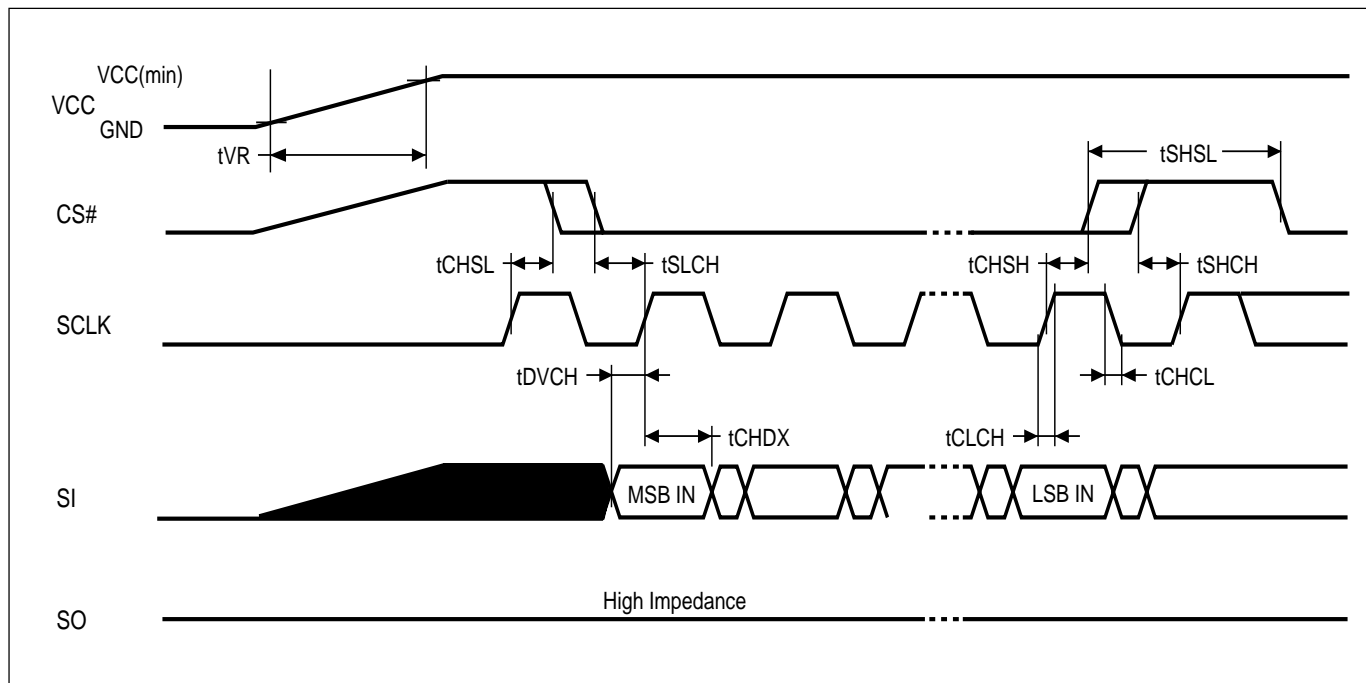 VCC(min)
VCC
GND
tVR
tSHSL
CS#
tCHSL
tSLCH
tCHSH
tSHCH
SCLK
tDVCH
tCHCL
tCHDX
tCLCH
SI
MSB IN
LSB IN
High Impedance
SO